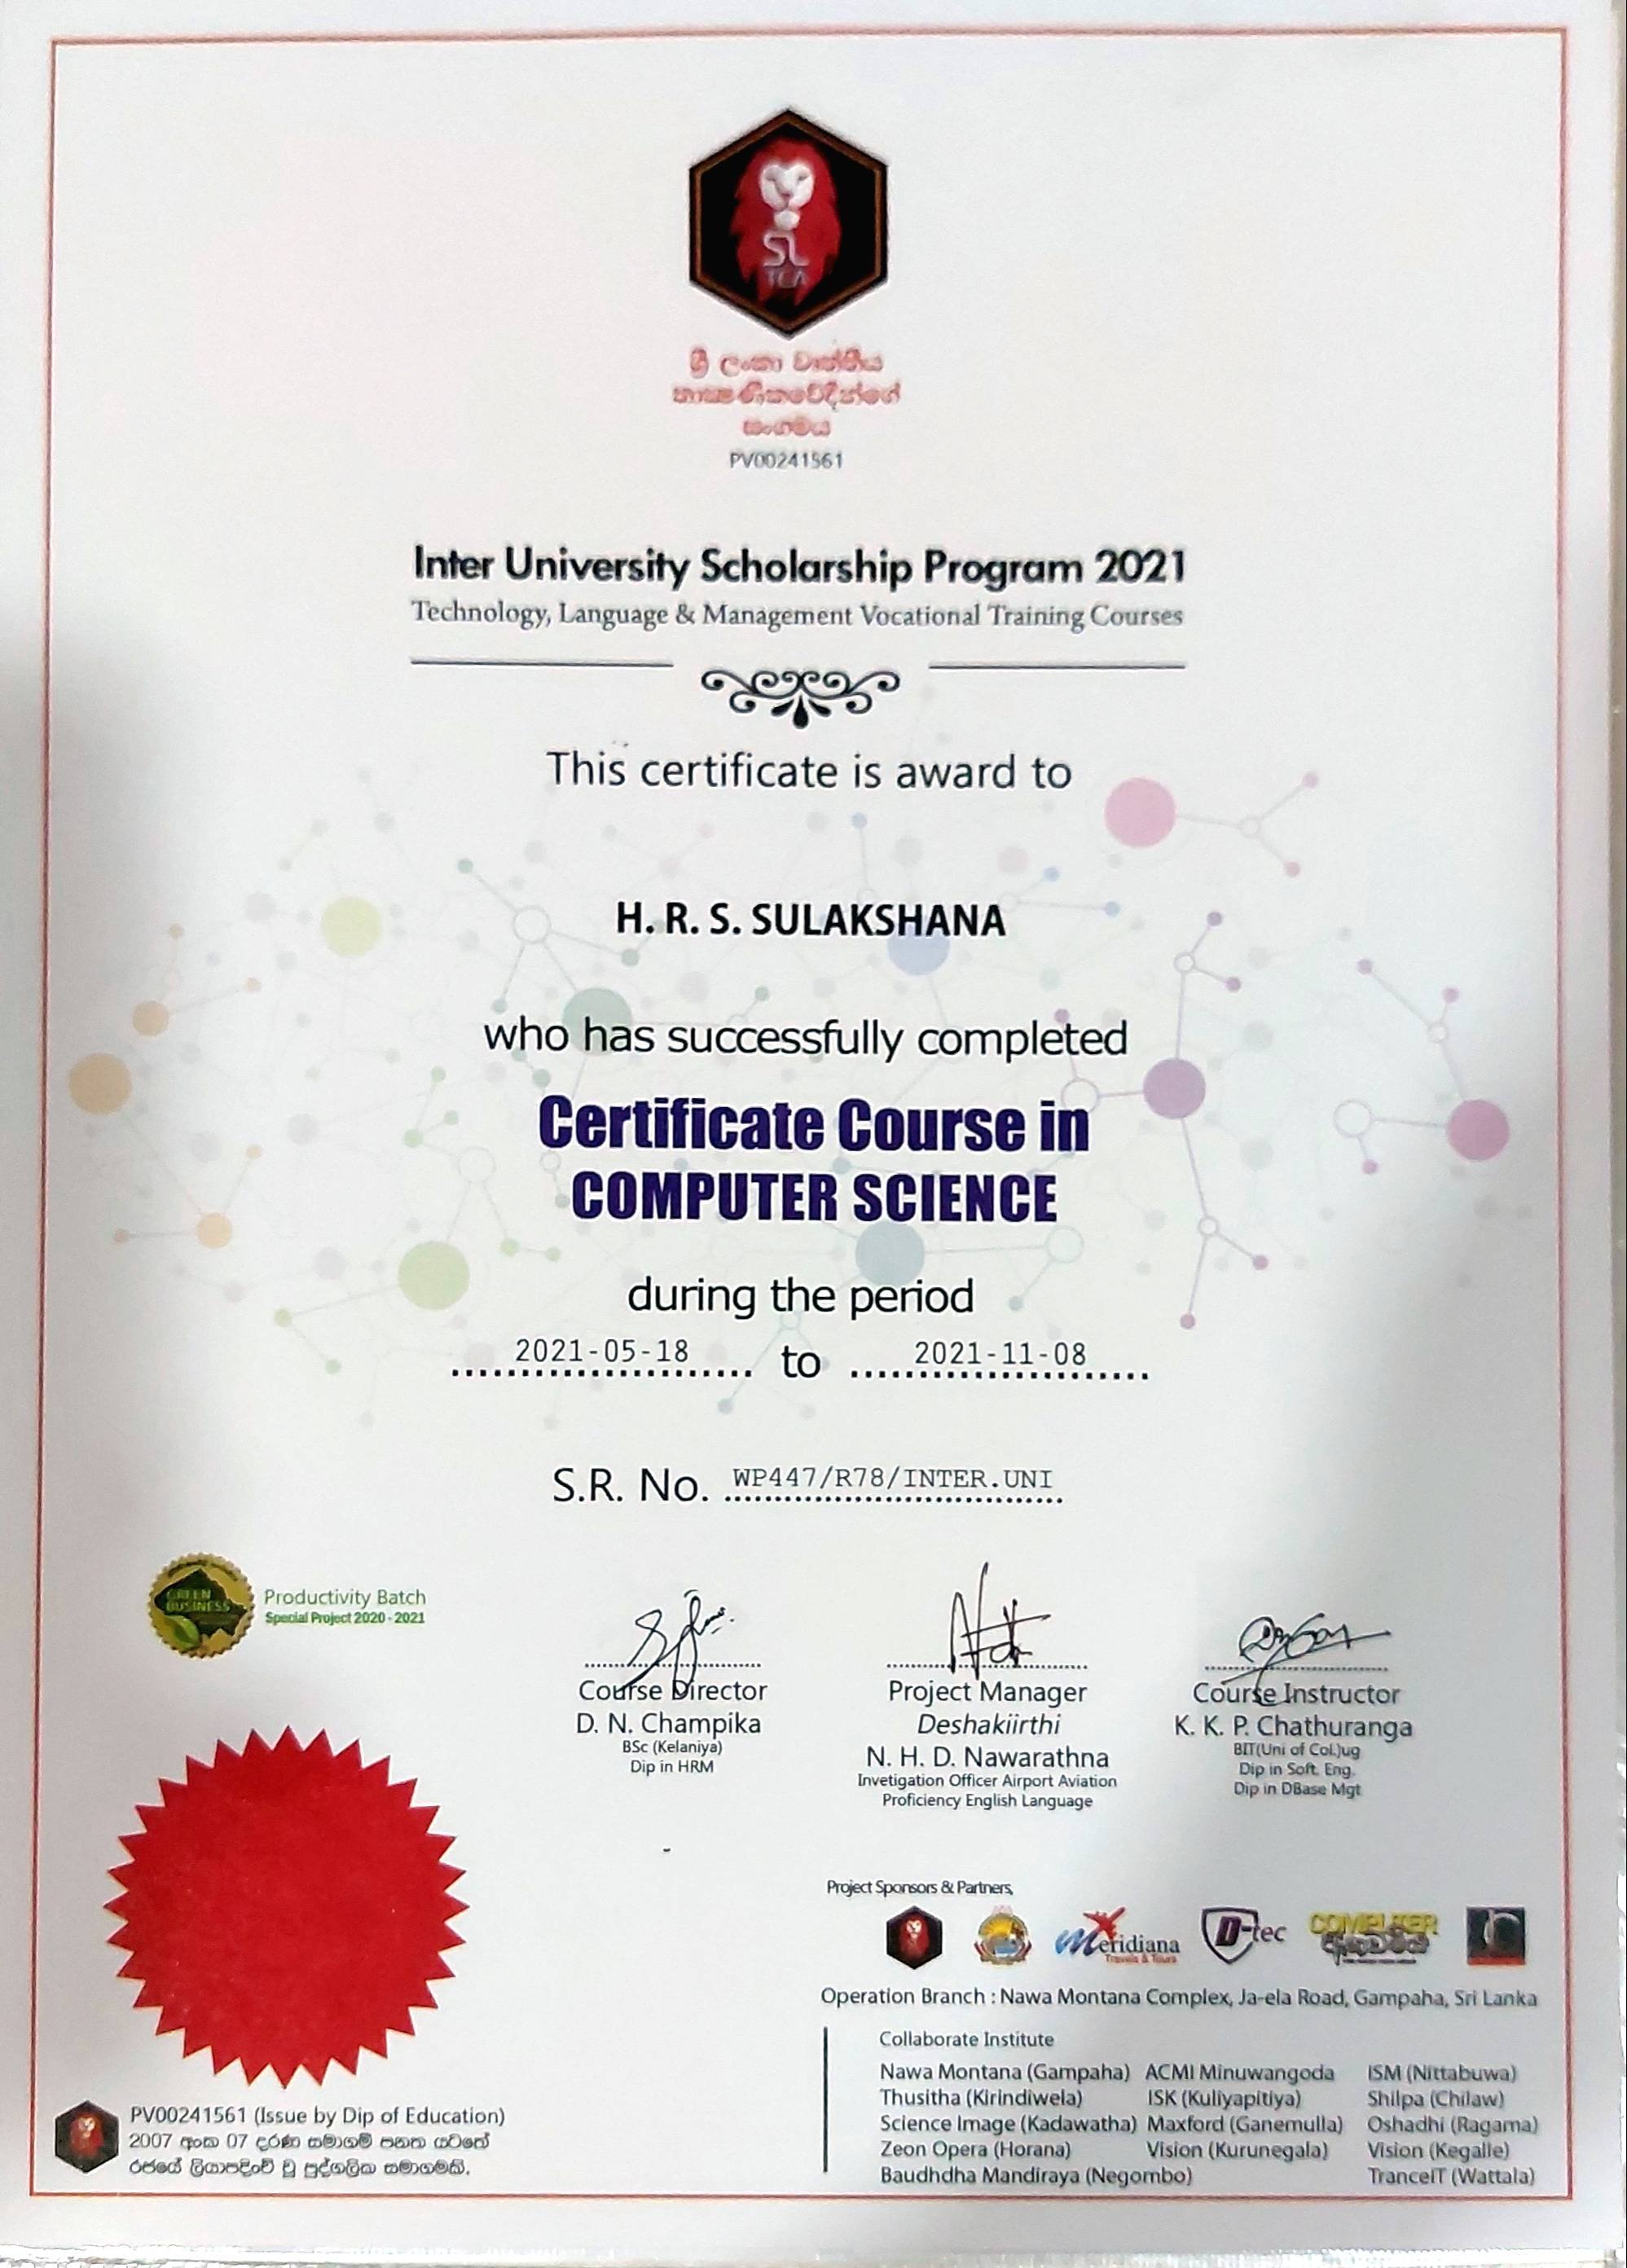 SL
TCA
ශ්‍රී ලංකා වෘත්තීය
තාක්ෂණිකවේදීන්ගේ
සංගමය
PV00241561
Inter University Scholarship Program 2021
Technology, Language & Management Vocational Training Courses
This certificate is award to
H. R. S. SULAKSHANA
who has successfully completed
Certificate Course in
COMPUTER SCIENCE
during the period
2021-05-18 to 2021-11-08
S.R. No. WP447/R78/INTER.UNI
GREEN
BUSINESS
Productivity Batch
Special Project 2020 - 2021
Course Director
D. N. Champika
BSc (Kelaniya)
Dip in HRM
Project Manager
Deshakiirthi
N. H. D. Nawarathna
Invetigation Officer Airport Aviation
Proficiency English Language
Course Instructor
K. K. P. Chathuranga
BIT(Uni of Col.)ug
Dip in Soft. Eng.
Dip in DBase Mgt
Project Sponsors & Partners,
Meridiana
Travels & Tours
D-tec
COMPUTER
Operation Branch : Nawa Montana Complex, Ja-ela Road, Gampaha, Sri Lanka
Collaborate Institute
Nawa Montana (Gampaha) ACMI Minuwangoda ISM (Nittabuwa)
Thusitha (Kirindiwela) ISK (Kuliyapitiya) Shilpa (Chilaw)
Science Image (Kadawatha) Maxford (Ganemulla) Oshadhi (Ragama)
Zeon Opera (Horana) Vision (Kurunegala) Vision (Kegalle)
Baudhdha Mandiraya (Negombo) TranceIT (Wattala)
PV00241561 (Issue by Dip of Education)
2007 අංක 07 දරණ සමාගම් පනත යටතේ
රජයේ ලියාපදිංචි වූ පුද්ගලික සමාගමකි.